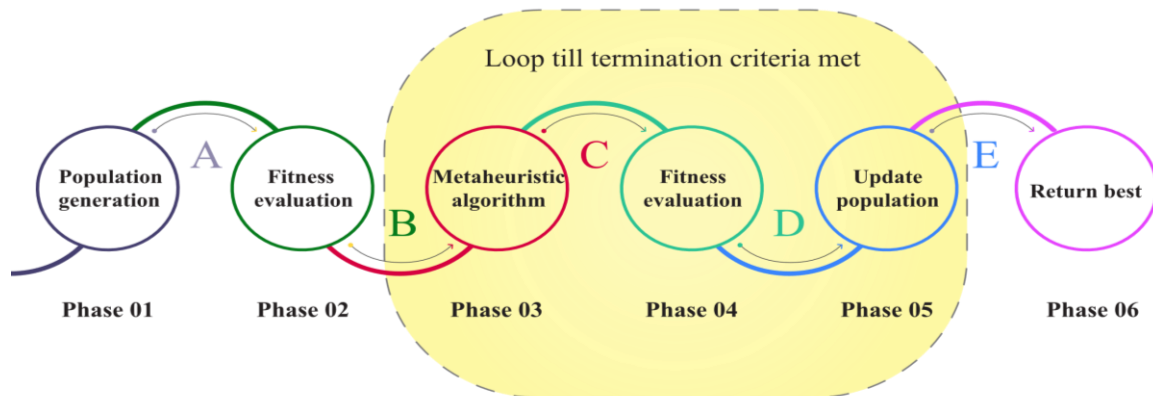 Loop till termination criteria met
A
C
E
Population
generation
Fitness
evaluation
Metaheuristic
algorithm
Fitness
evaluation
Update
population
Return best
B
D
Phase 01
Phase 02
Phase 03
Phase 04
Phase 05
Phase 06